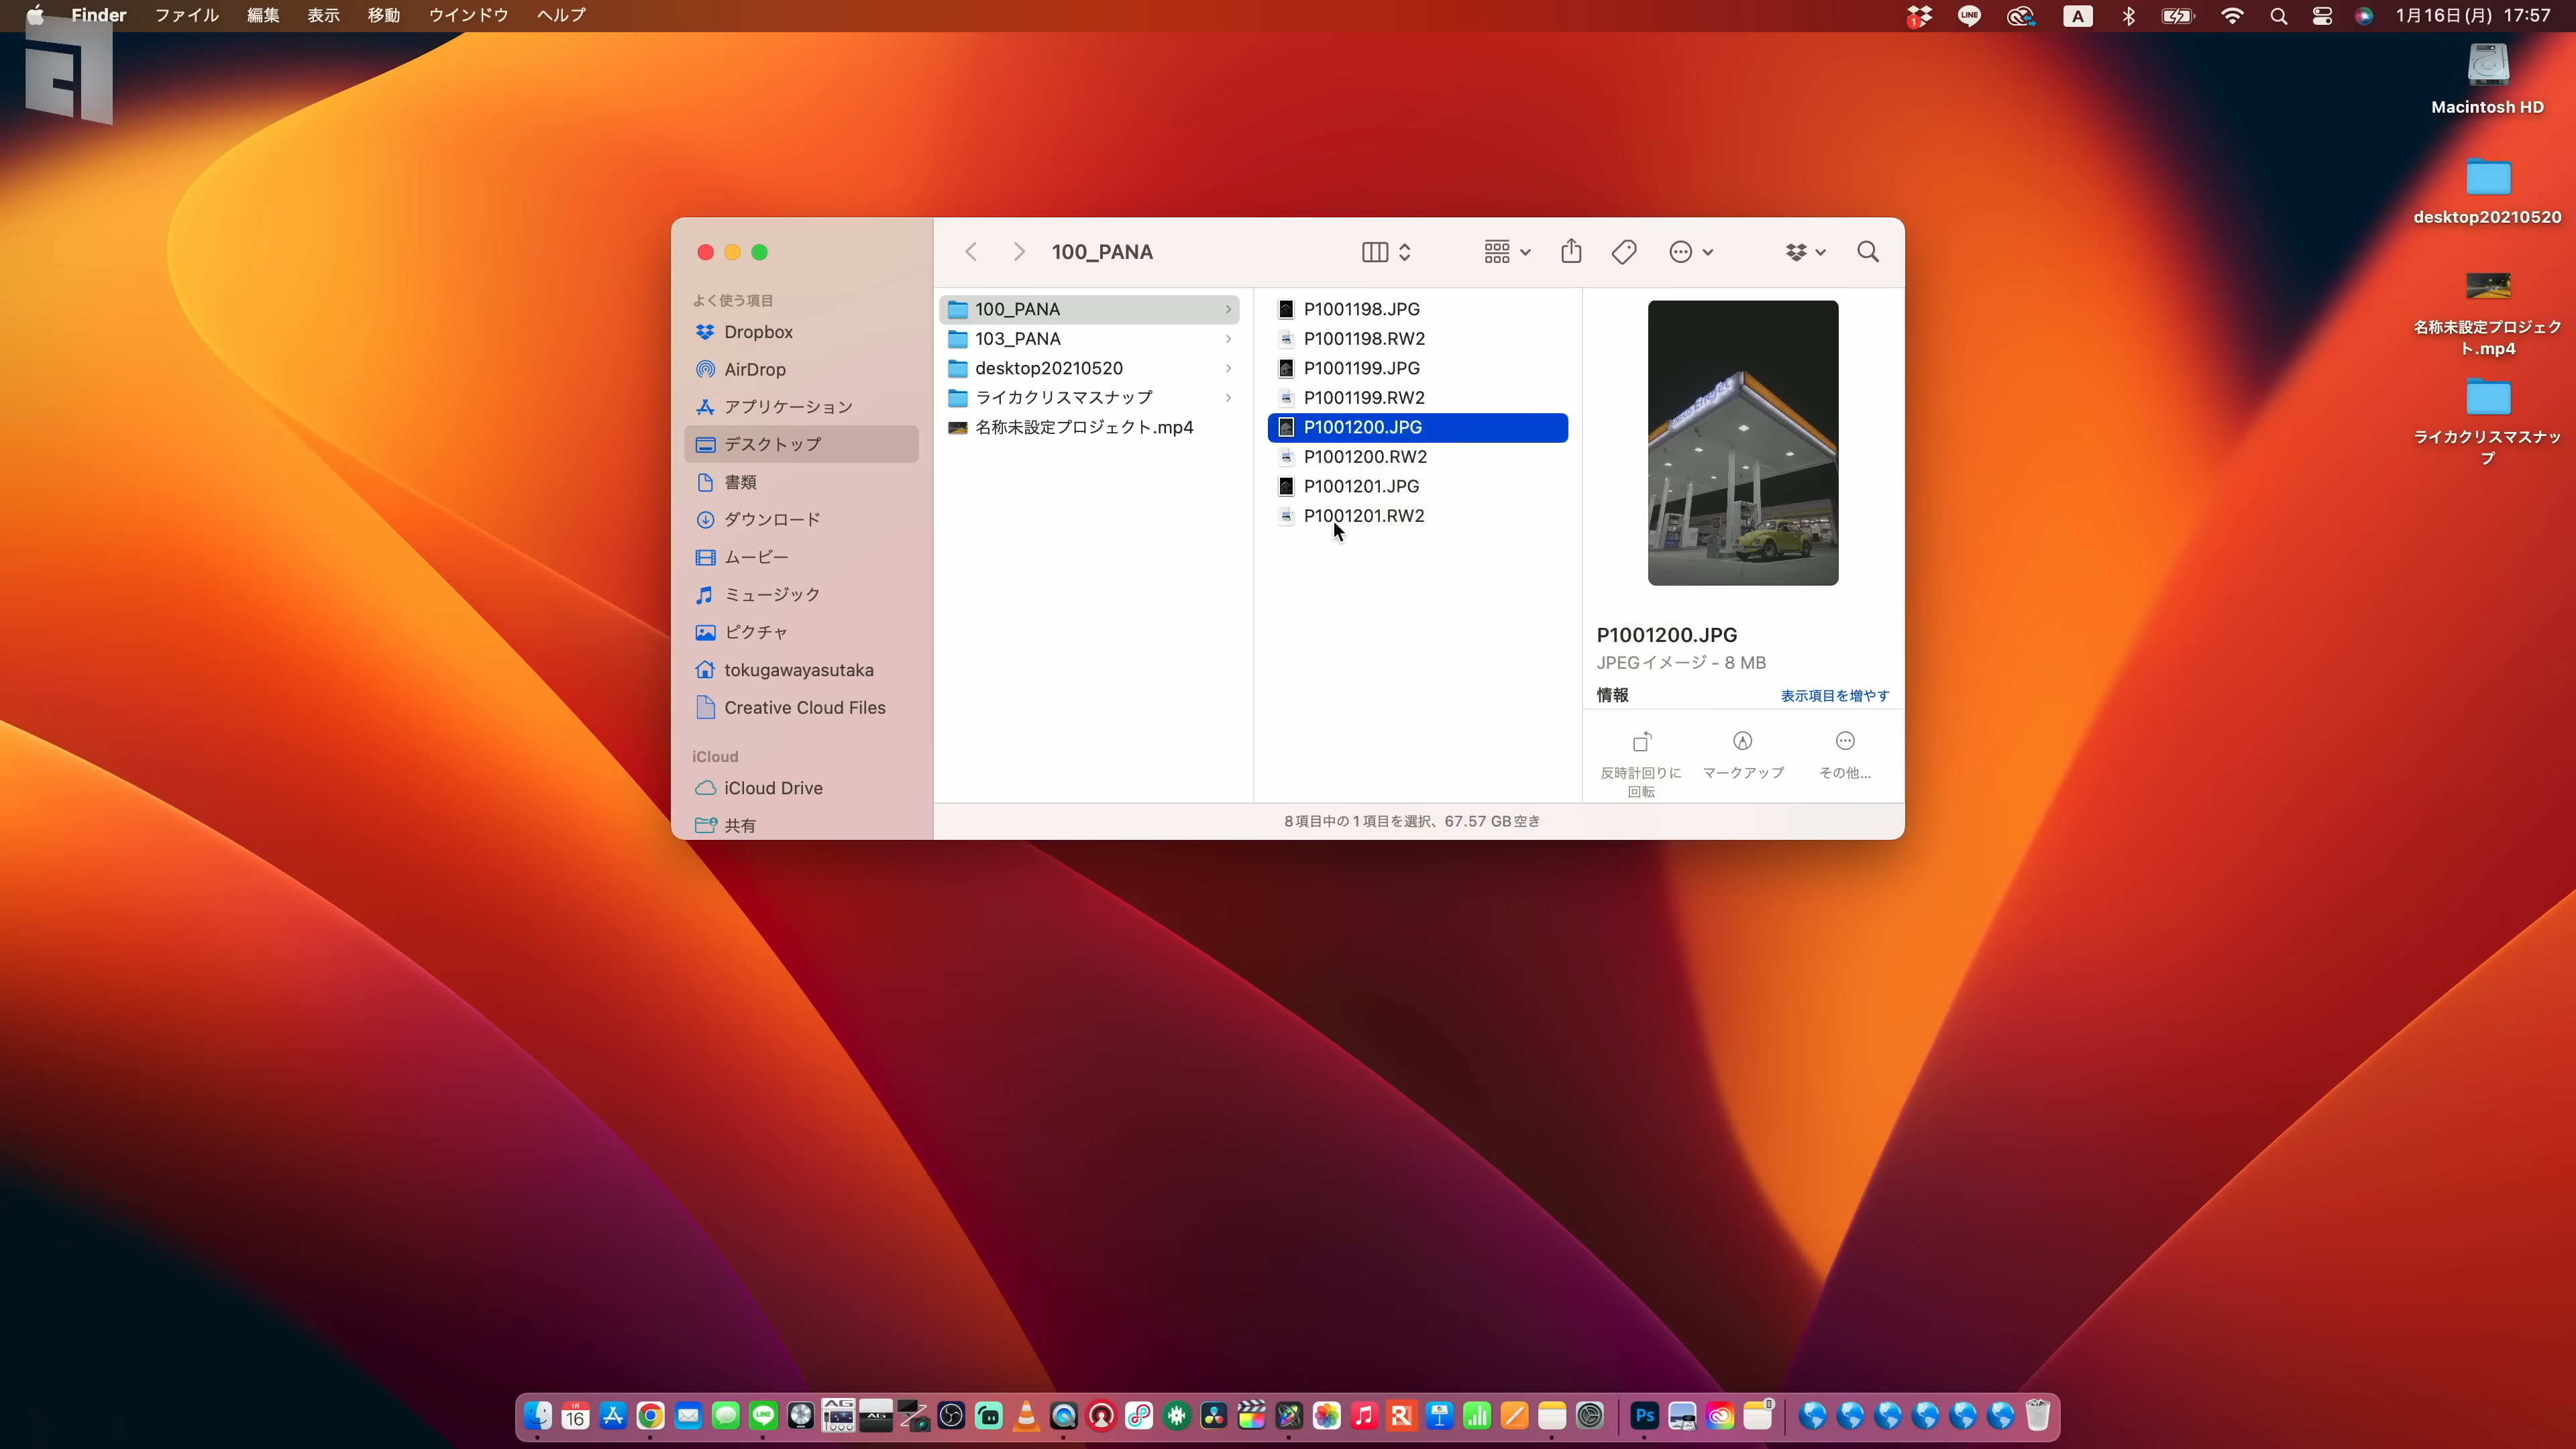 Finder ファイル 編集 表示 移動 ウインドウ ヘルプ
1 LINE A 1月16日(月) 17:57
Macintosh HD
desktop20210520
名称未設定プロジェク
ト.mp4
ライカクリスマスナッ
プ
100_PANA
よく使う項目
Dropbox
AirDrop
アプリケーション
デスクトップ
書類
ダウンロード
ムービー
ミュージック
ピクチャ
tokugawayasutaka
Creative Cloud Files
iCloud
iCloud Drive
共有
100_PANA
103_PANA
desktop20210520
ライカクリスマスナップ
名称未設定プロジェクト.mp4
P1001198.JPG
P1001198.RW2
P1001199.JPG
P1001199.RW2
P1001200.JPG
P1001200.RW2
P1001201.JPG
P1001201.RW2
P1001200.JPG
JPEGイメージ - 8 MB
情報 表示項目を増やす
反時計回りに
回転
マークアップ
その他...
8項目中の1項目を選択、67.57 GB空き
1月
16
LINE
AG
AG
Ps